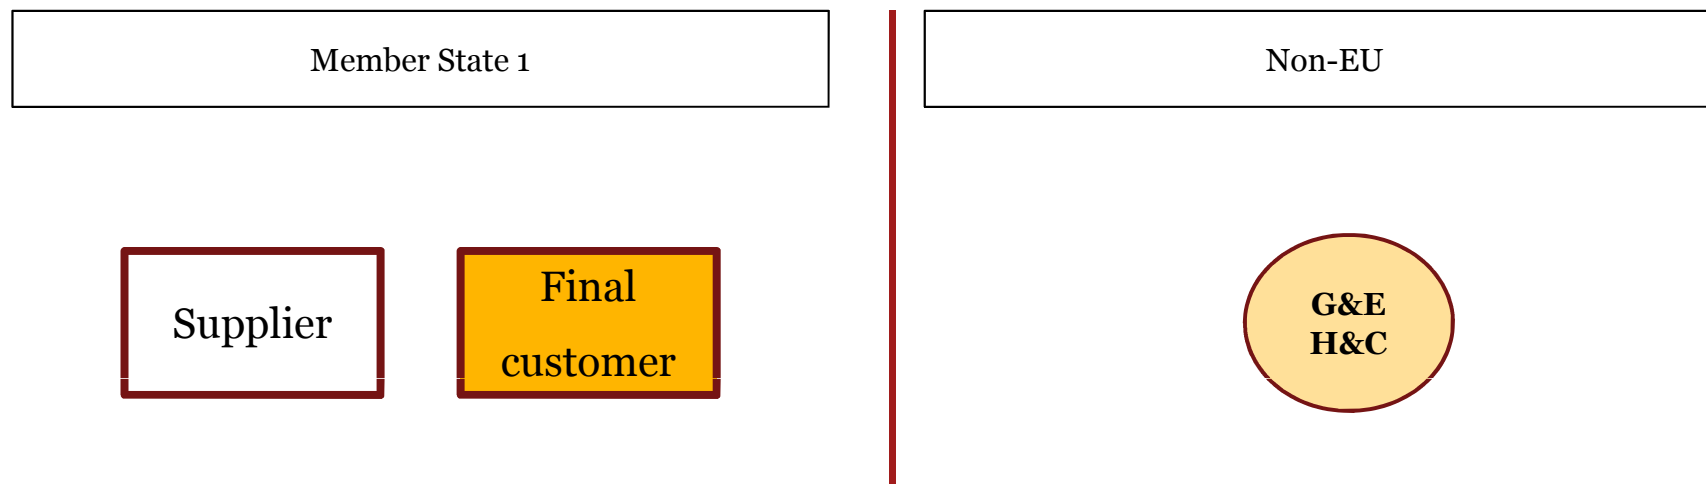 Member State 1
Non-EU
Supplier
Final
customer
G&E
H&C